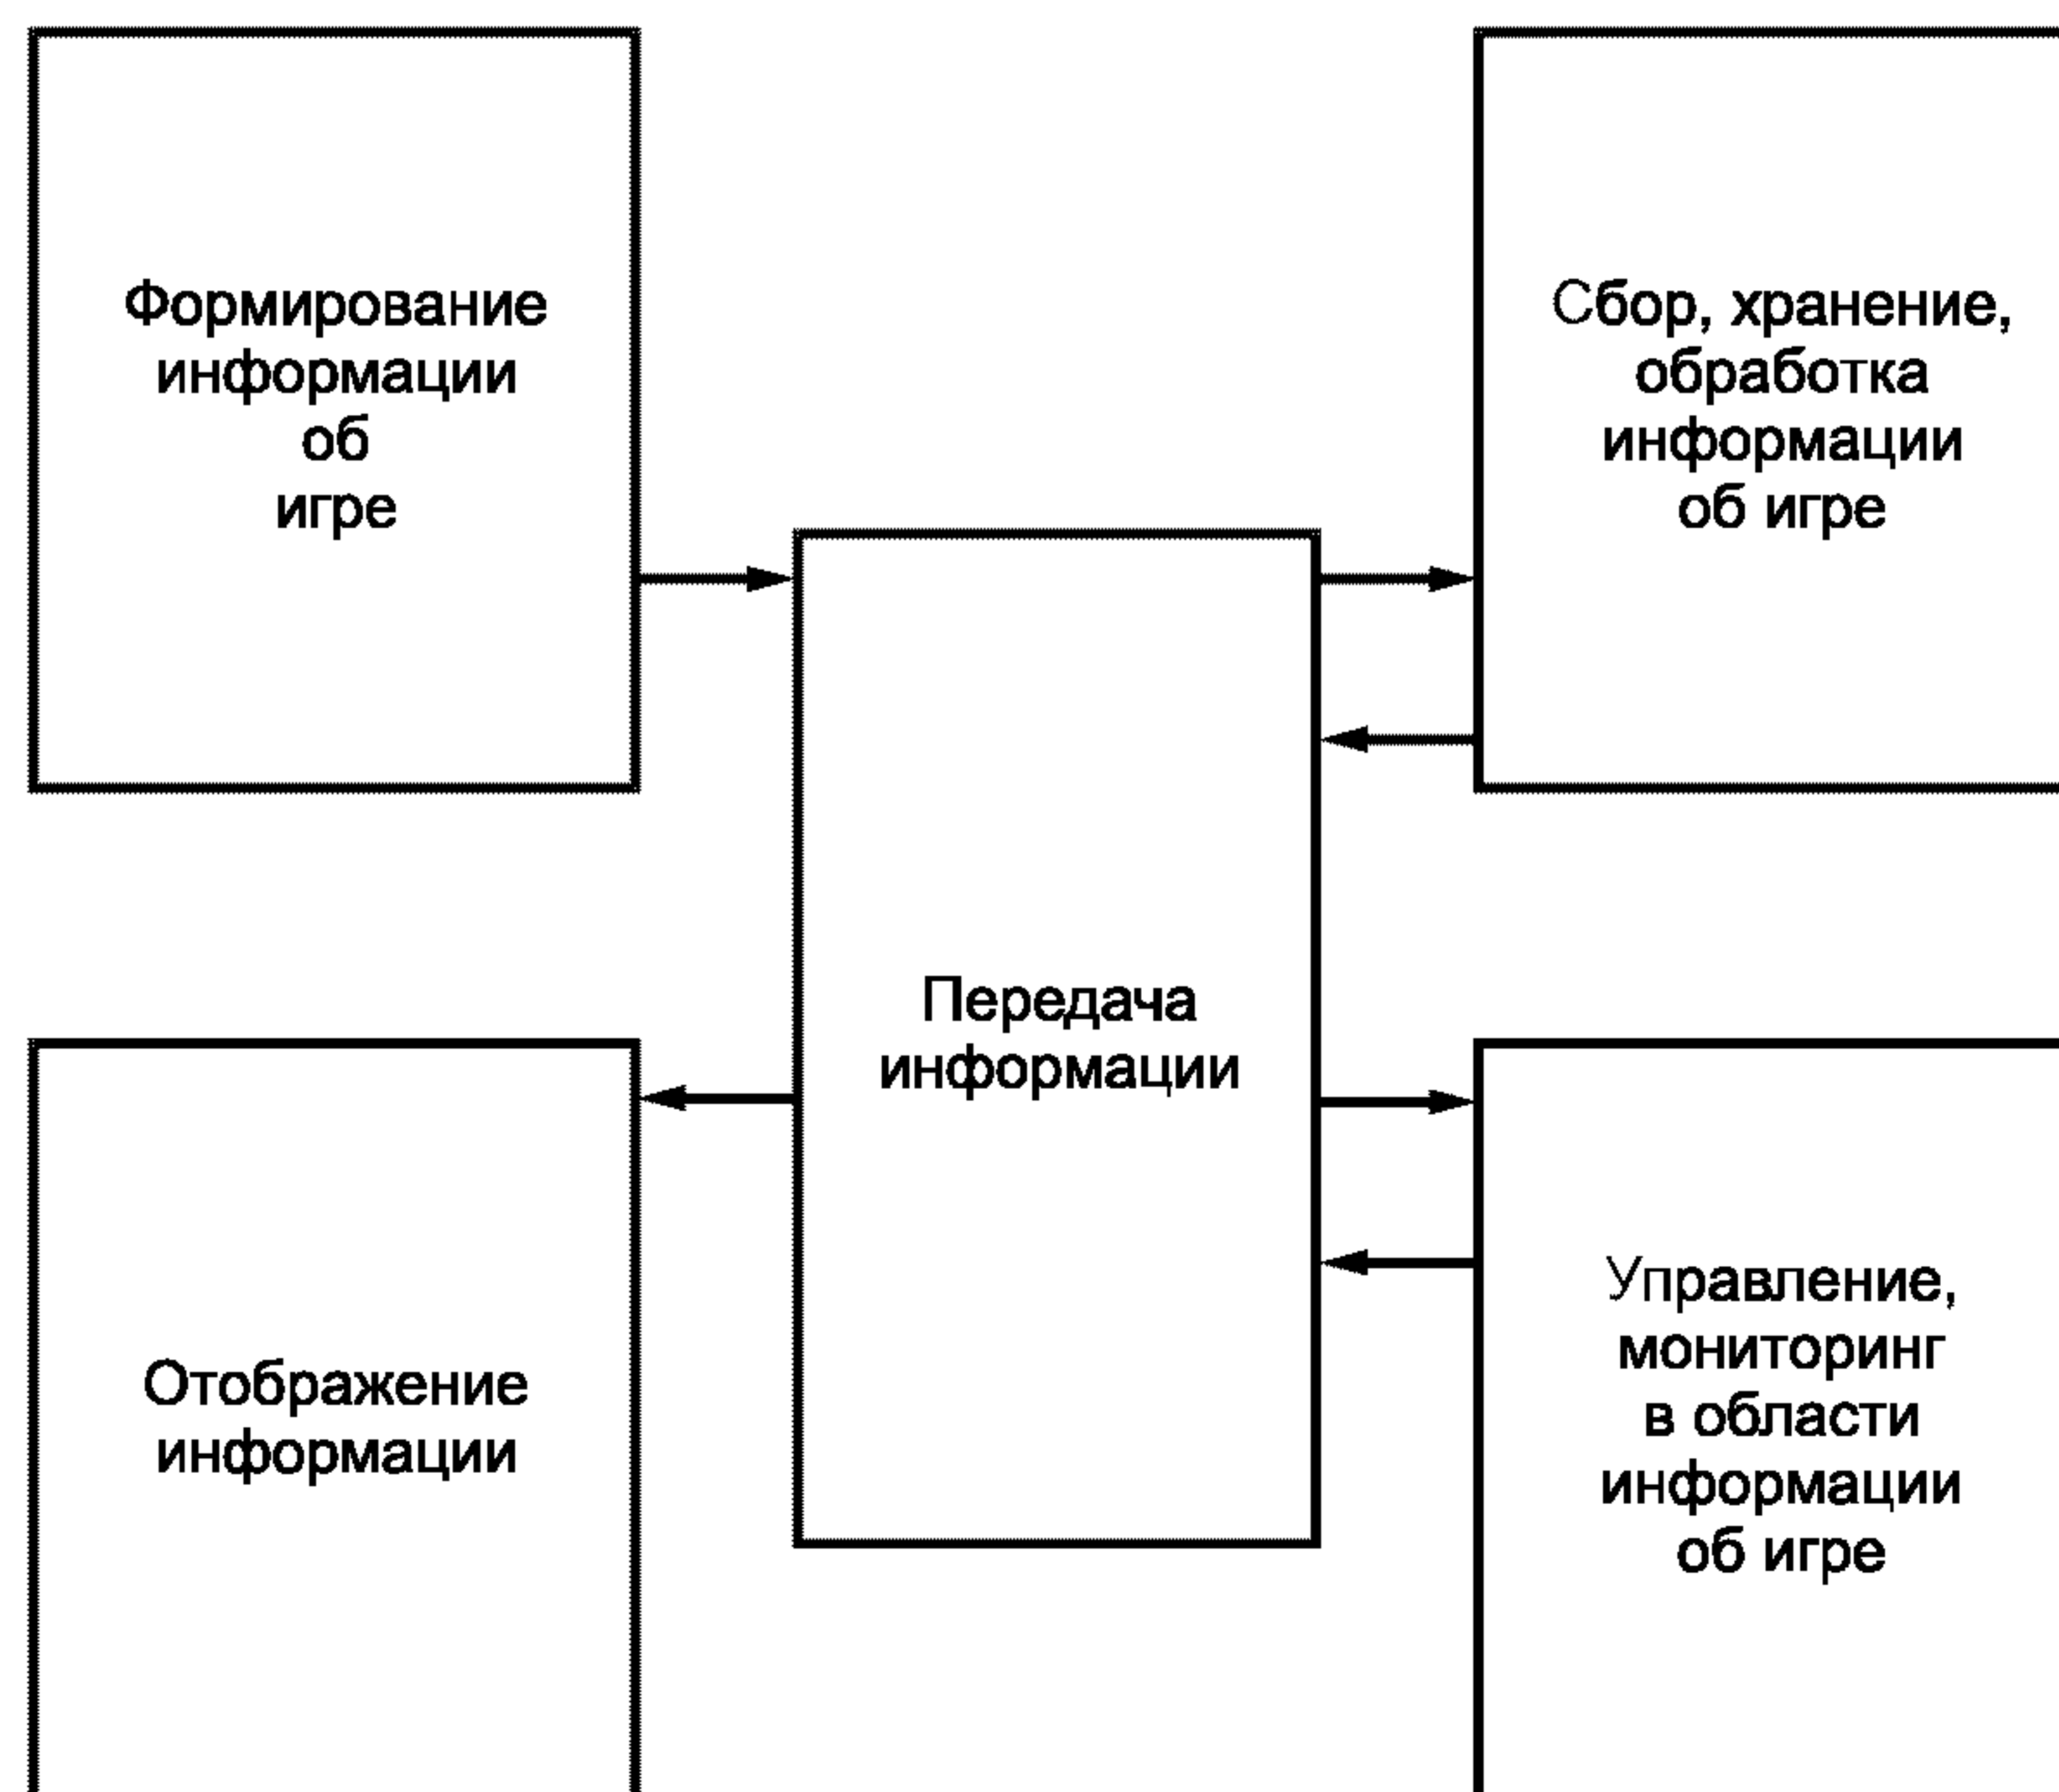 Формирование
информации
об
игре
Сбор, хранение,
обработка
информации
об игре
Передача
информации
Отображение
информации
Управление,
мониторинг
в области
информации
об игре